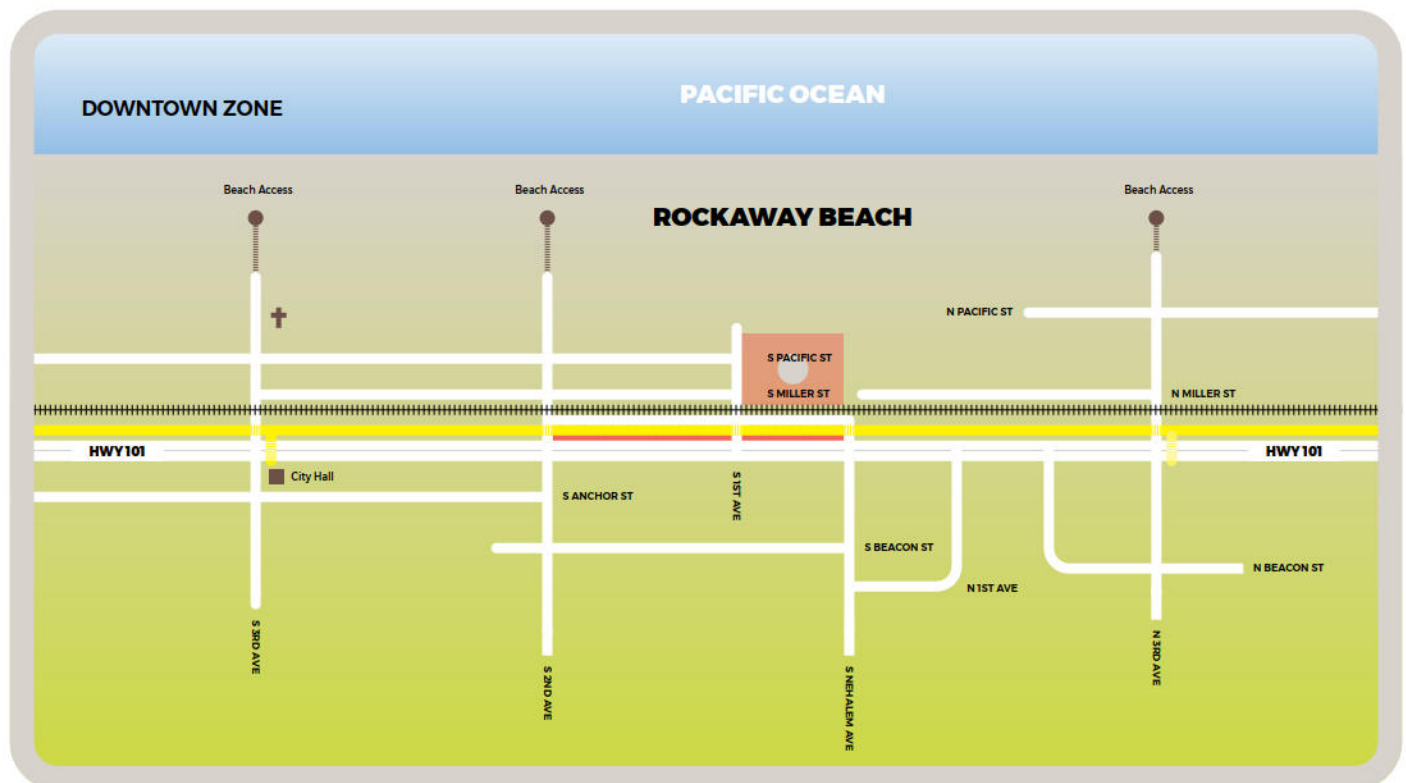 PACIFIC OCEAN
DOWNTOWN ZONE
Beach Access
Beach Access
Beach Access
ROCKAWAY BEACH
N PACIFIC ST
S PACIFIC ST
S MILLER ST
N MILLER ST
HWY 101
HWY 101
City Hall
S 1ST AVE
S ANCHOR ST
S BEACON ST
N BEACON ST
N 1ST AVE
S 3RD AVE
S 2ND AVE
S NEHALEM AVE
N 3RD AVE